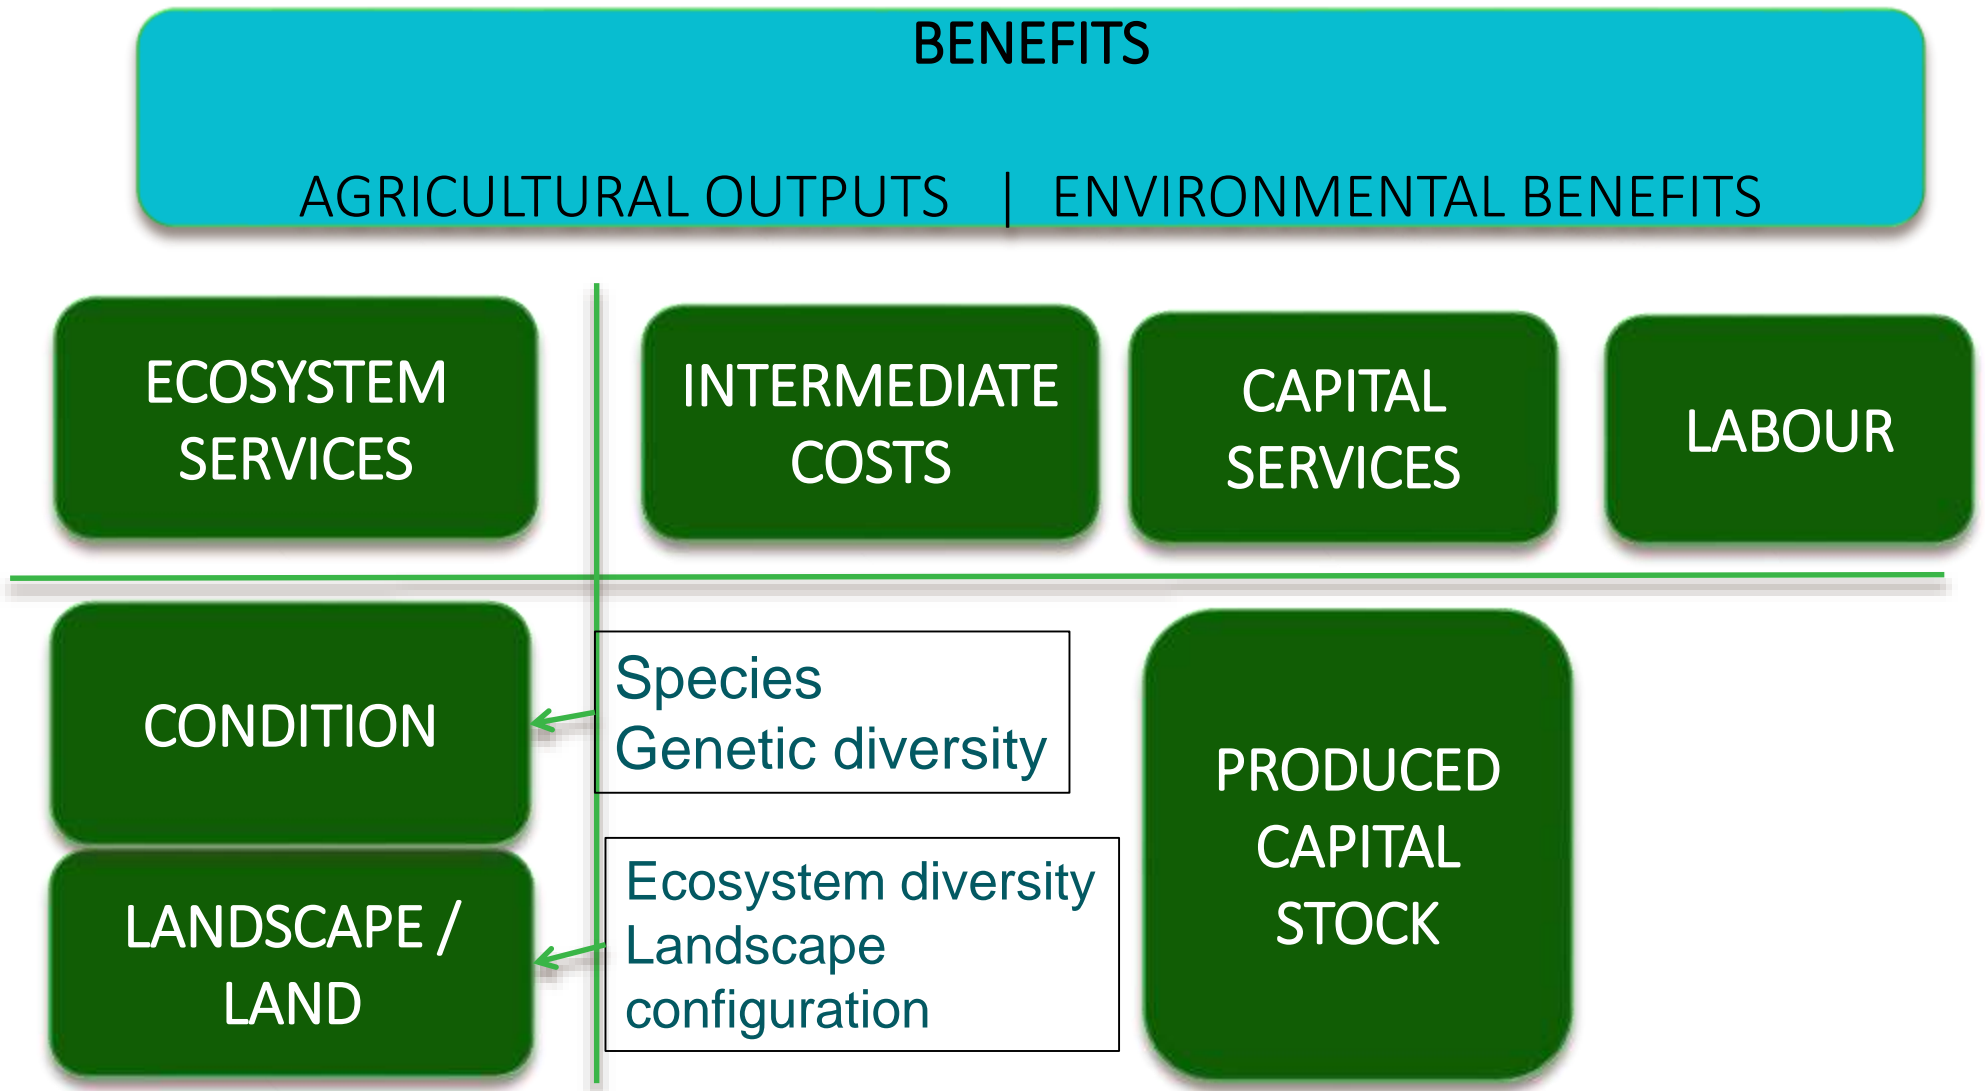 BENEFITS
AGRICULTURAL OUTPUTS | ENVIRONMENTAL BENEFITS
ECOSYSTEM
SERVICES
INTERMEDIATE
COSTS
CAPITAL
SERVICES
LABOUR
CONDITION
Species
Genetic diversity
LANDSCAPE /
LAND
Ecosystem diversity
Landscape
configuration
PRODUCED
CAPITAL
STOCK